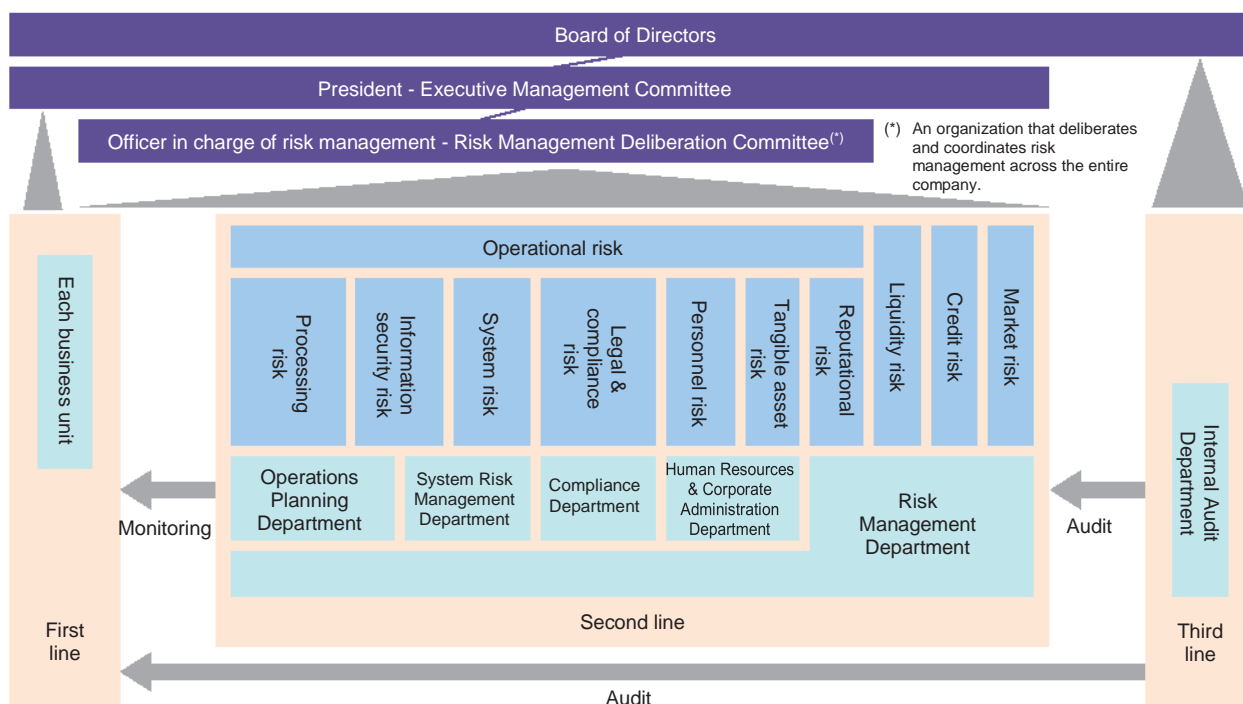 Board of Directors
President - Executive Management Committee
Officer in charge of risk management - Risk Management Deliberation Committee(*)
(*) An organization that deliberates
and coordinates risk
management across the entire
company.
Each business unit
First
line
Monitoring
Operational risk
Processing
risk
Information
security risk
System risk
Legal &
compliance
risk
Personnel risk
Tangible asset
risk
Reputational
risk
Liquidity risk
Credit risk
Market risk
Operations
Planning
Department
System Risk
Management
Department
Compliance
Department
Human Resources
& Corporate
Administration
Department
Risk
Management
Department
Second line
Audit
Internal Audit
Department
Third
line
Audit